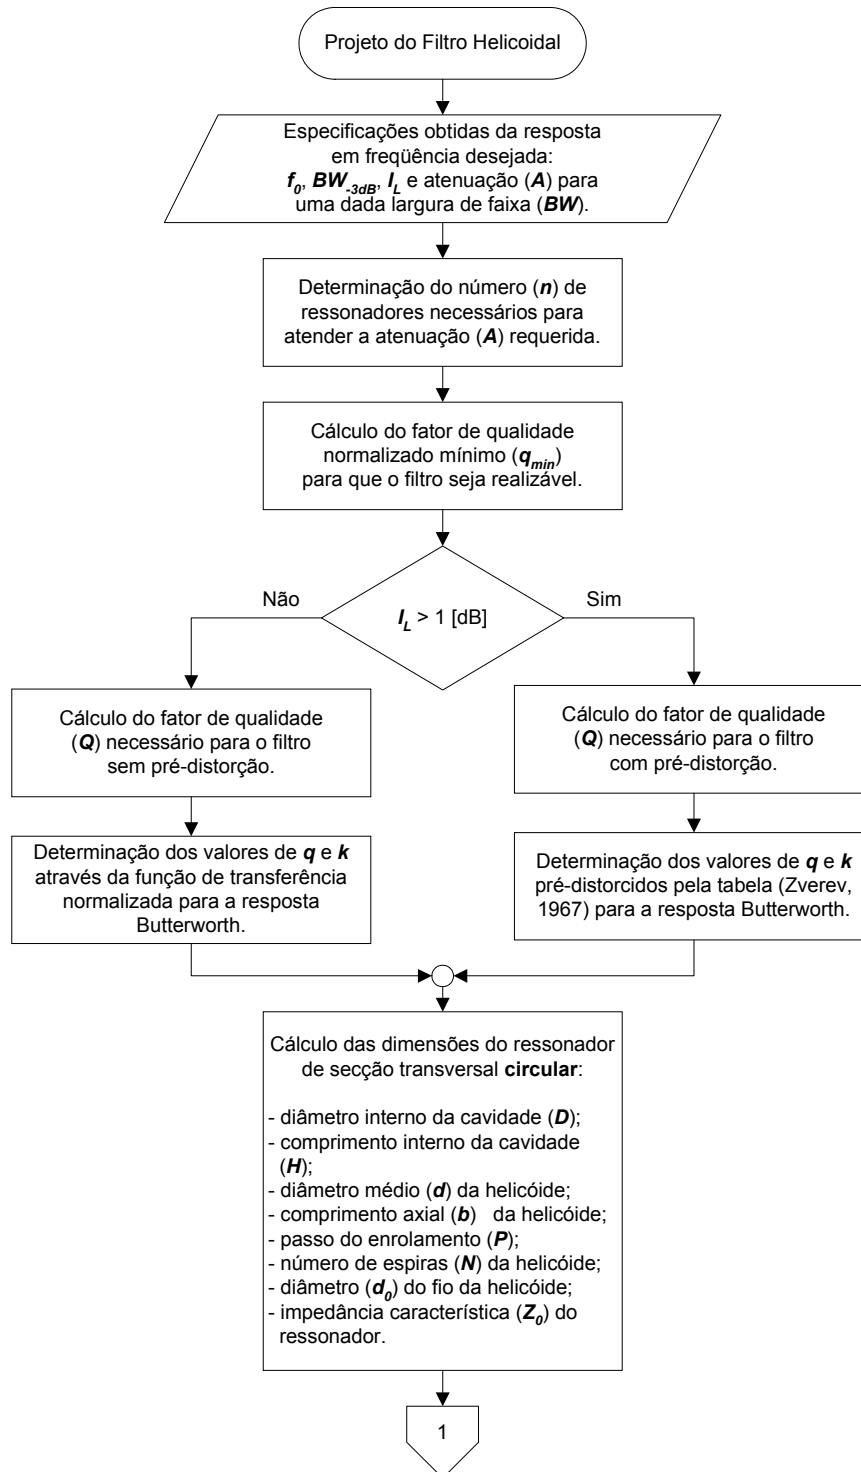 Projeto do Filtro Helicoidal
Especificações obtidas da resposta
em freqüência desejada:
f0, BW-3dB, IL e atenuação (A) para
uma dada largura de faixa (BW).
Determinação do número (n) de
ressonadores necessários para
atender a atenuação (A) requerida.
Cálculo do fator de qualidade
normalizado mínimo (qmin)
para que o filtro seja realizável.
Não
IL > 1 [dB]
Sim
Cálculo do fator de qualidade
(Q) necessário para o filtro
sem pré-distorção.
Cálculo do fator de qualidade
(Q) necessário para o filtro
com pré-distorção.
Determinação dos valores de q e k
através da função de transferência
normalizada para a resposta
Butterworth.
Determinação dos valores de q e k
pré-distorcidos pela tabela (Zverev,
1967) para a resposta Butterworth.
Cálculo das dimensões do ressonador
de secção transversal circular:
- diâmetro interno da cavidade (D);
- comprimento interno da cavidade
(H);
- diâmetro médio (d) da helicóide;
- comprimento axial (b) da helicóide;
- passo do enrolamento (P);
- número de espiras (N) da helicóide;
- diâmetro (d0) do fio da helicóide;
- impedância característica (Z0) do
ressonador.
1